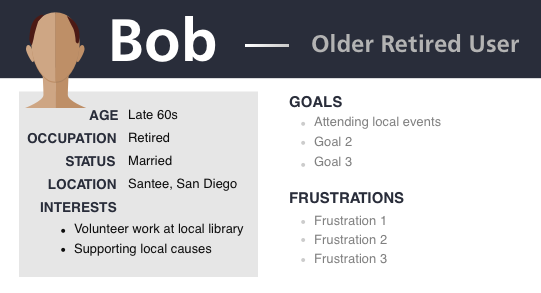 Bob — Older Retired User
AGE Late 60s
OCCUPATION Retired
STATUS Married
LOCATION Santee, San Diego
INTERESTS
• Volunteer work at local library
• Supporting local causes
GOALS
• Attending local events
• Goal 2
• Goal 3
FRUSTRATIONS
• Frustration 1
• Frustration 2
• Frustration 3